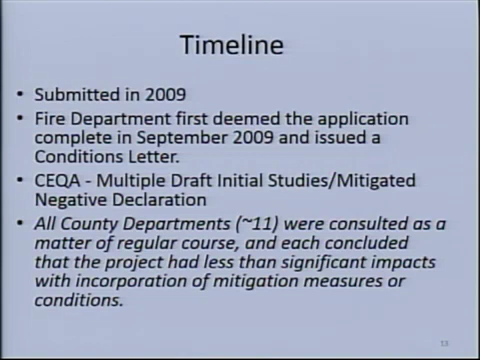 Timeline
• Submitted in 2009
• Fire Department first deemed the application
complete in September 2009 and issued a
Conditions Letter.
• CEQA - Multiple Draft Initial Studies/Mitigated
Negative Declaration
• All County Departments (~11) were consulted as a
matter of regular course, and each concluded
that the project had less than significant impacts
with incorporation of mitigation measures or
conditions.
13